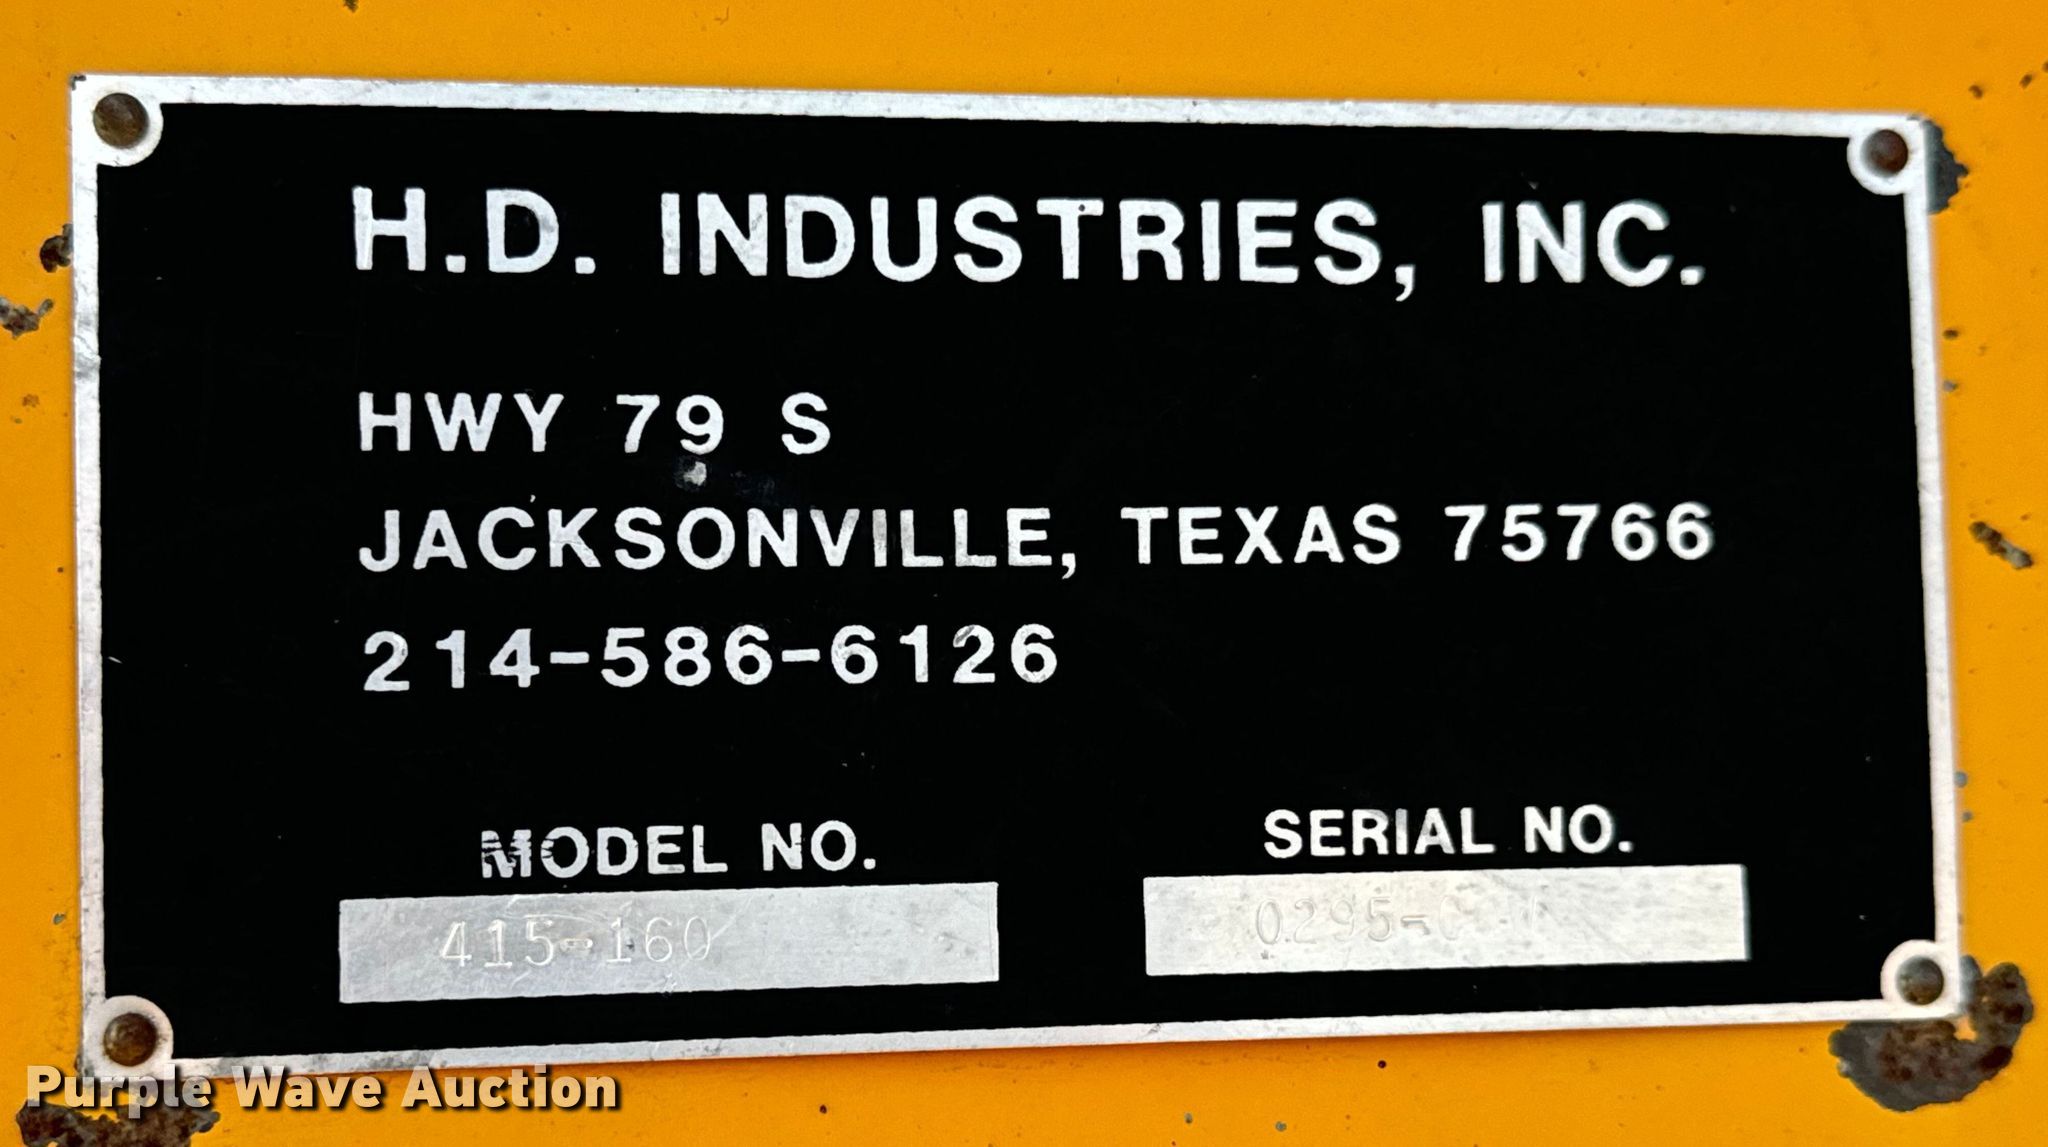 H.D. INDUSTRIES, INC.
HWY 79 S
JACKSONVILLE, TEXAS 75766
214-586-6126
MODEL NO.
SERIAL NO.
415-160
Purple Wave Auction